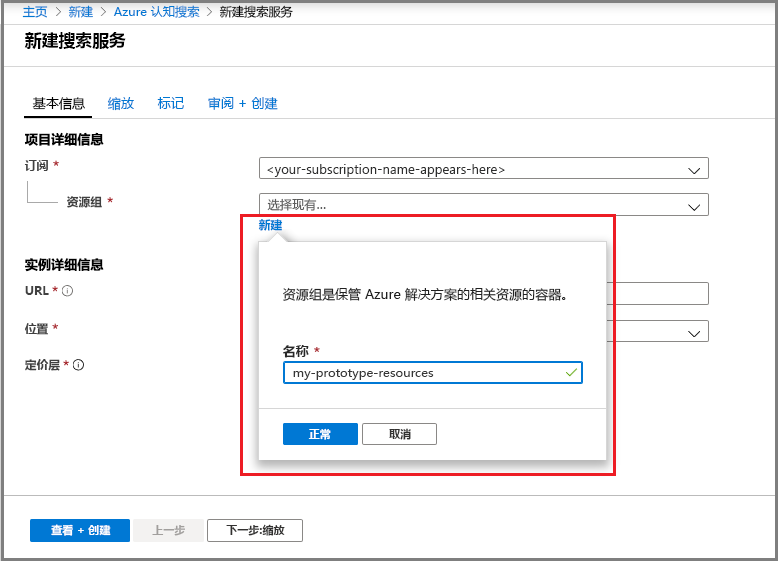 主页 > 新建 > Azure 认知搜索 > 新建搜索服务
新建搜索服务
基本信息 缩放 标记 审阅 + 创建
项目详细信息
订阅 * <your-subscription-name-appears-here>
资源组 * 选择现有...
新建
资源组是保管 Azure 解决方案的相关资源的容器。
名称 *
my-prototype-resources
正常 取消
实例详细信息
URL *
位置 *
定价层 *
查看 + 创建 上一步 下一步:缩放